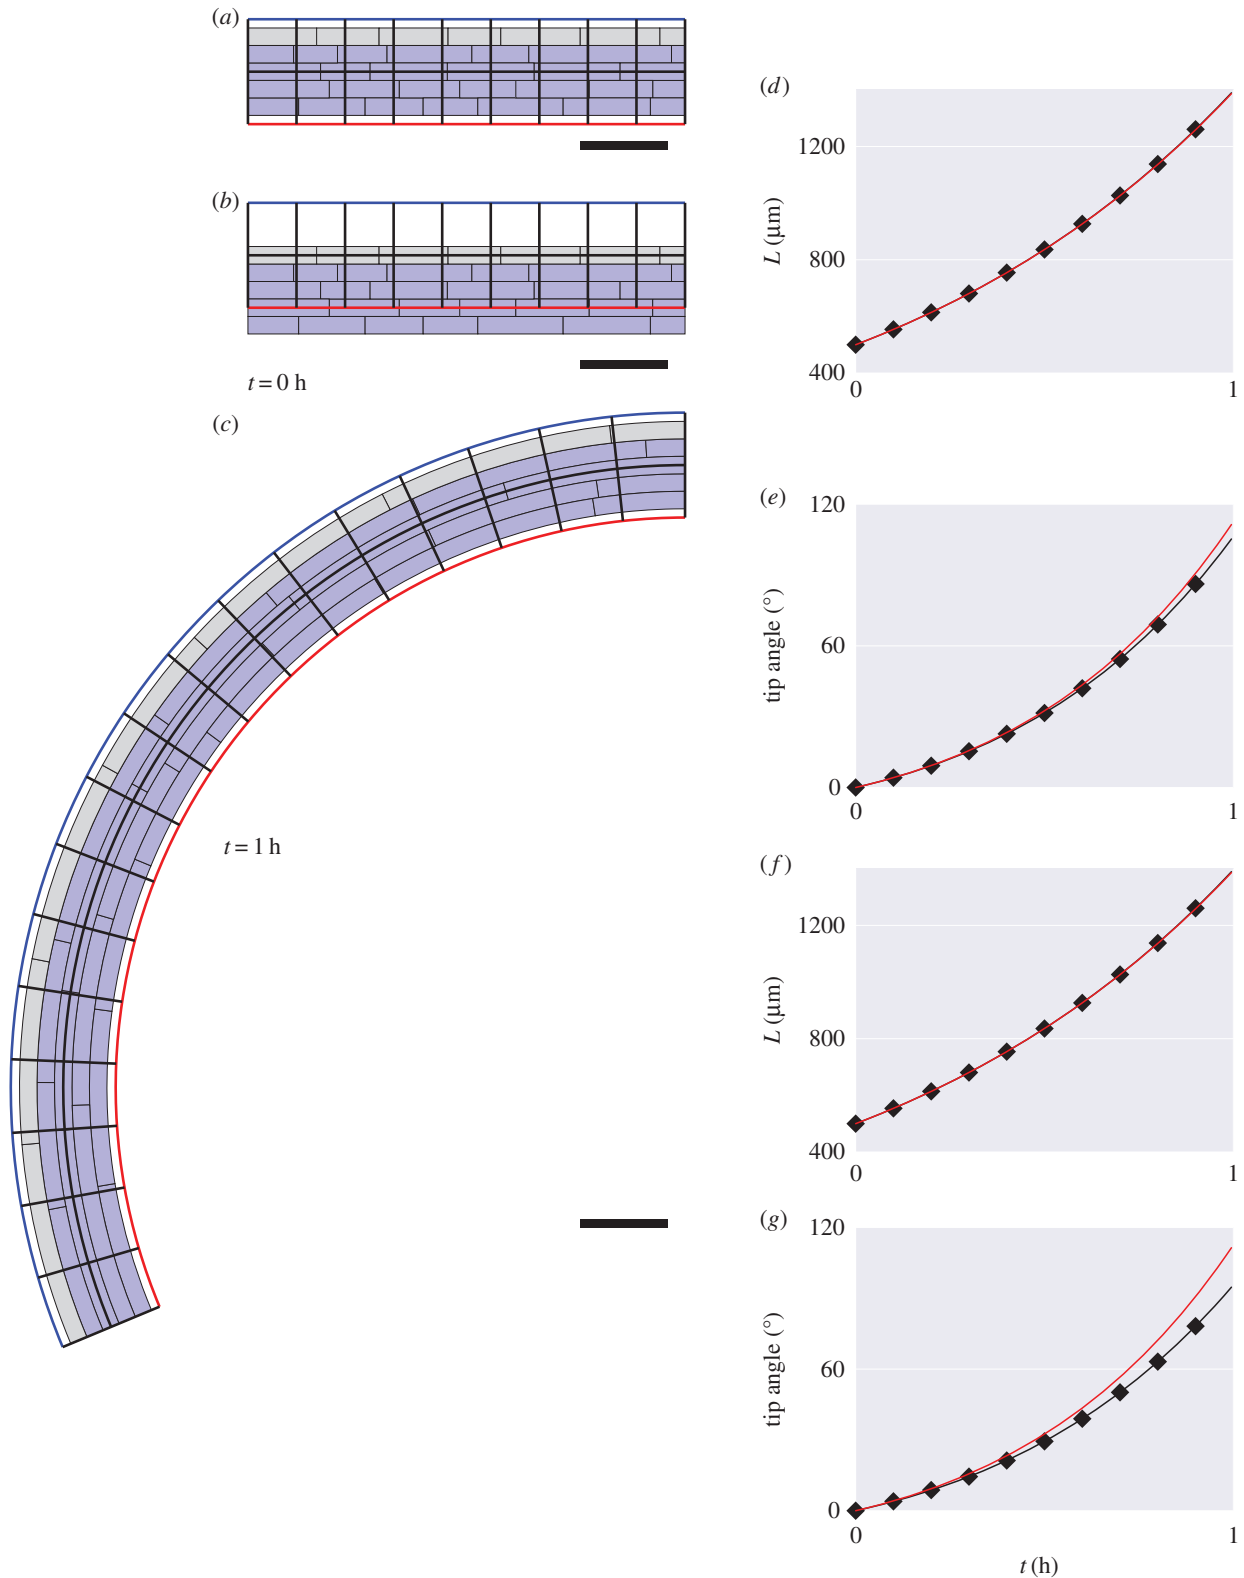 (a)
(b)
t = 0 h
(c)
t = 1 h
(d)
1200
800
400
L (μm)
0 1
(e)
120
60
0
tip angle (°)
0 1
(f)
1200
800
400
L (μm)
0 1
(g)
120
60
0
tip angle (°)
0 1
t (h)